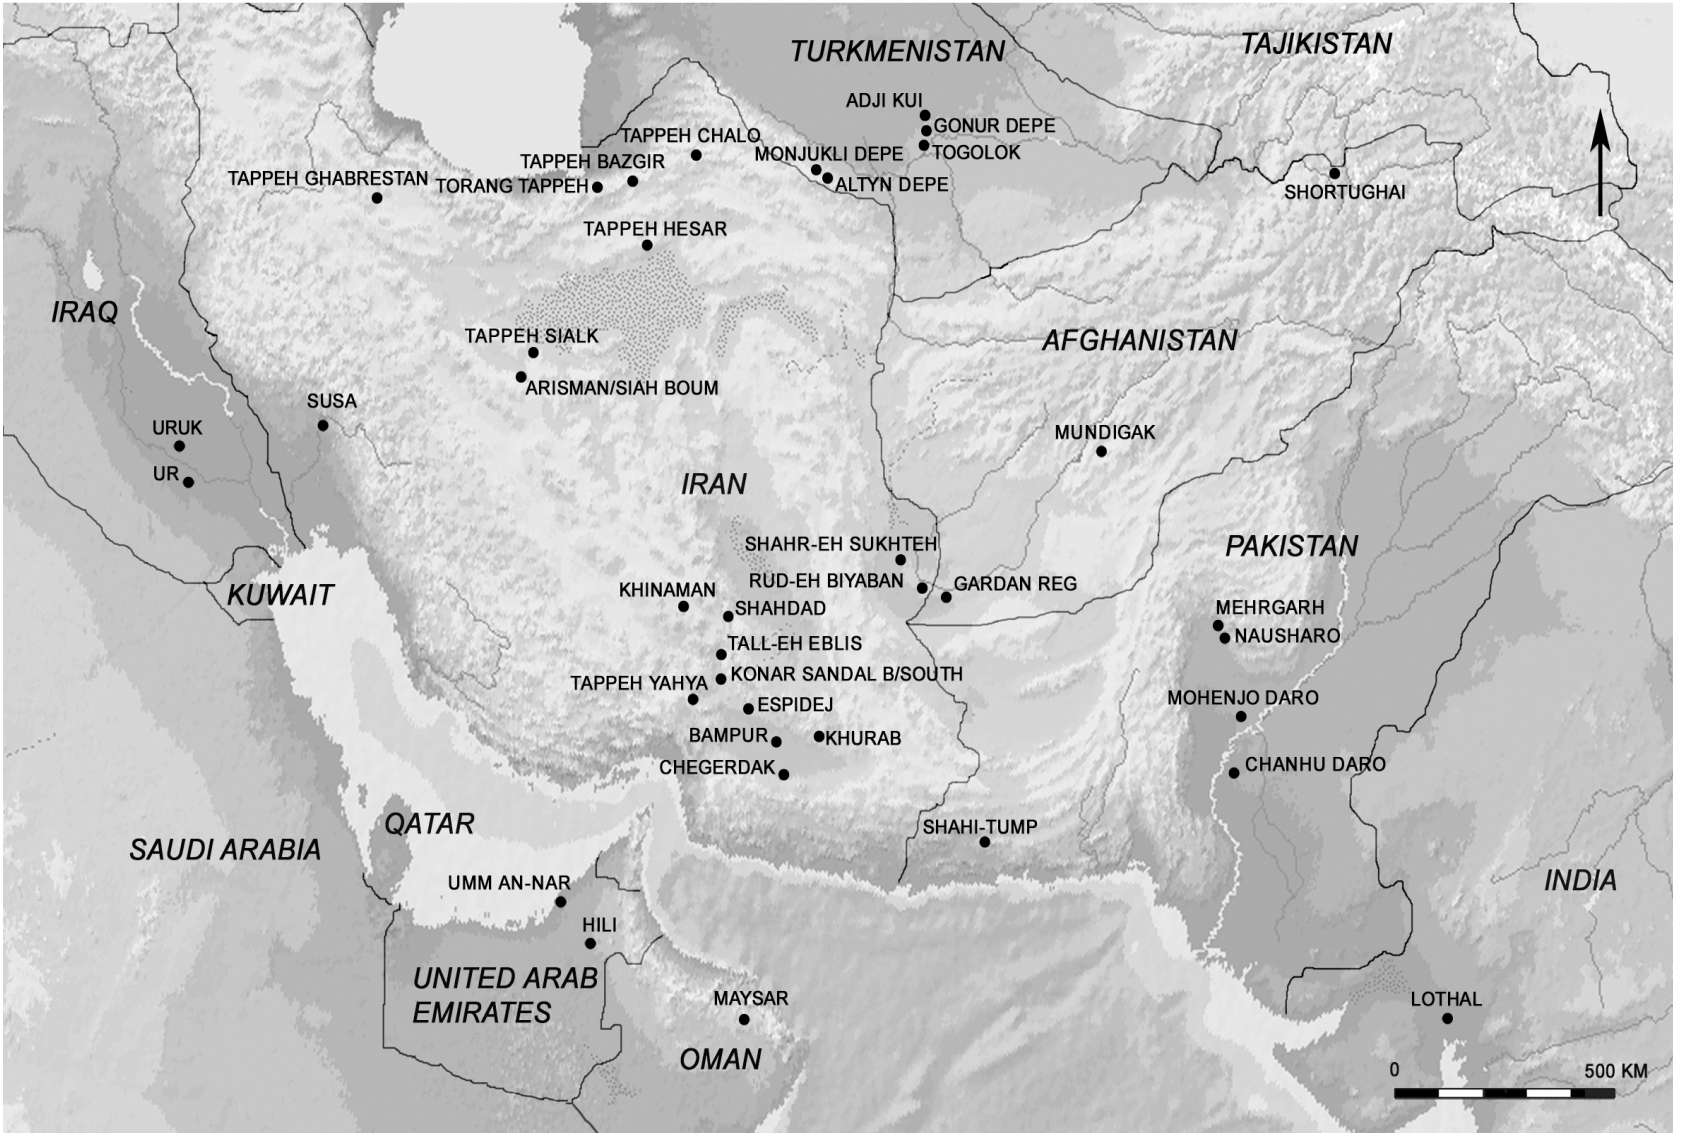 TURKMENISTAN
TAJIKISTAN
ADJI KUI
GONUR DEPE
TAPPEH CHALO
MONJUKLI DEPE
TOGOLOK
TAPPEH BAZGIR
TAPPEH GHABRESTAN
TORANG TAPPEH
ALTYN DEPE
SHORTUGHAI
TAPPEH HESAR
IRAQ
TAPPEH SIALK
AFGHANISTAN
ARISMAN/SIAH BOUM
SUSA
URUK
MUNDIGAK
UR
IRAN
SHAHR-EH SUKHTEH
PAKISTAN
RUD-EH BIYABAN
GARDAN REG
KHINAMAN
KUWAIT
SHAHDAD
MEHRGARH
NAUSHARO
TALL-EH EBLIS
KONAR SANDAL B/SOUTH
TAPPEH YAHYA
ESPIDEJ
MOHENJO DARO
BAMPUR
KHURAB
CHEGERDAK
CHANHU DARO
QATAR
SHAHI-TUMP
SAUDI ARABIA
UMM AN-NAR
INDIA
HILI
UNITED ARAB
EMIRATES
MAYSAR
LOTHAL
OMAN
0 500 KM